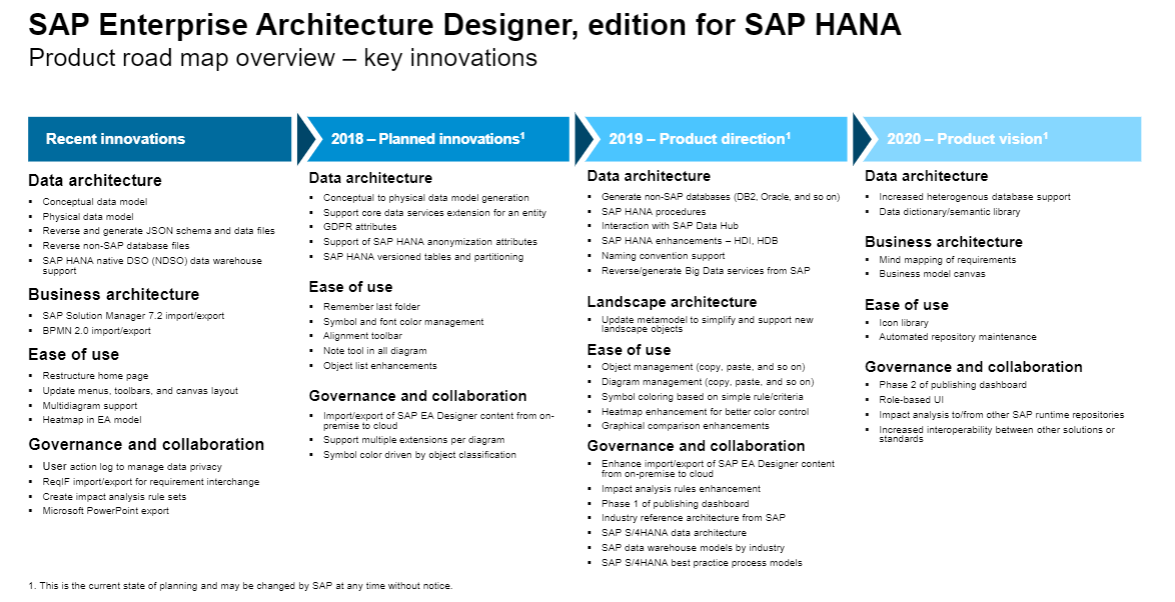 SAP Enterprise Architecture Designer, edition for SAP HANA
Product road map overview – key innovations
Recent innovations
Data architecture
▪ Conceptual data model
▪ Physical data model
▪ Reverse and generate JSON schema and data files
▪ Reverse non-SAP database files
▪ SAP HANA native DSO (NDSO) data warehouse
support
Business architecture
▪ SAP Solution Manager 7.2 import/export
▪ BPMN 2.0 import/export
Ease of use
▪ Restructure home page
▪ Update menus, toolbars, and canvas layout
▪ Multidiagram support
▪ Heatmap in EA model
Governance and collaboration
▪ User action log to manage data privacy
▪ ReqIF import/export for requirement interchange
▪ Create impact analysis rule sets
▪ Microsoft PowerPoint export
2018 – Planned innovations¹
Data architecture
▪ Conceptual to physical data model generation
▪ Support core data services extension for an entity
▪ GDPR attributes
▪ Support of SAP HANA anonymization attributes
▪ SAP HANA versioned tables and partitioning
Ease of use
▪ Remember last folder
▪ Symbol and font color management
▪ Alignment toolbar
▪ Note tool in all diagram
▪ Object list enhancements
Governance and collaboration
▪ Import/export of SAP EA Designer content from on-
premise to cloud
▪ Support multiple extensions per diagram
▪ Symbol color driven by object classification
2019 – Product direction¹
Data architecture
▪ Generate non-SAP databases (DB2, Oracle, and so on)
▪ SAP HANA procedures
▪ Interaction with SAP Data Hub
▪ SAP HANA enhancements – HDI, HDB
▪ Naming convention support
▪ Reverse/generate Big Data services from SAP
Landscape architecture
▪ Update metamodel to simplify and support new
landscape objects
Ease of use
▪ Object management (copy, paste, and so on)
▪ Diagram management (copy, paste, and so on)
▪ Symbol coloring based on simple rule/criteria
▪ Heatmap enhancement for better color control
▪ Graphical comparison enhancements
Governance and collaboration
▪ Enhance import/export of SAP EA Designer content
from on-premise to cloud
▪ Impact analysis rules enhancement
▪ Phase 1 of publishing dashboard
▪ Industry reference architecture from SAP
▪ SAP S/4HANA data architecture
▪ SAP data warehouse models by industry
▪ SAP S/4HANA best practice process models
2020 – Product vision¹
Data architecture
▪ Increased heterogenous database support
▪ Data dictionary/semantic library
Business architecture
▪ Mind mapping of requirements
▪ Business model canvas
Ease of use
▪ Icon library
▪ Automated repository maintenance
Governance and collaboration
▪ Phase 2 of publishing dashboard
▪ Role-based UI
▪ Impact analysis to/from other SAP runtime repositories
▪ Increased interoperability between other solutions or
standards
1. This is the current state of planning and may be changed by SAP at any time without notice.